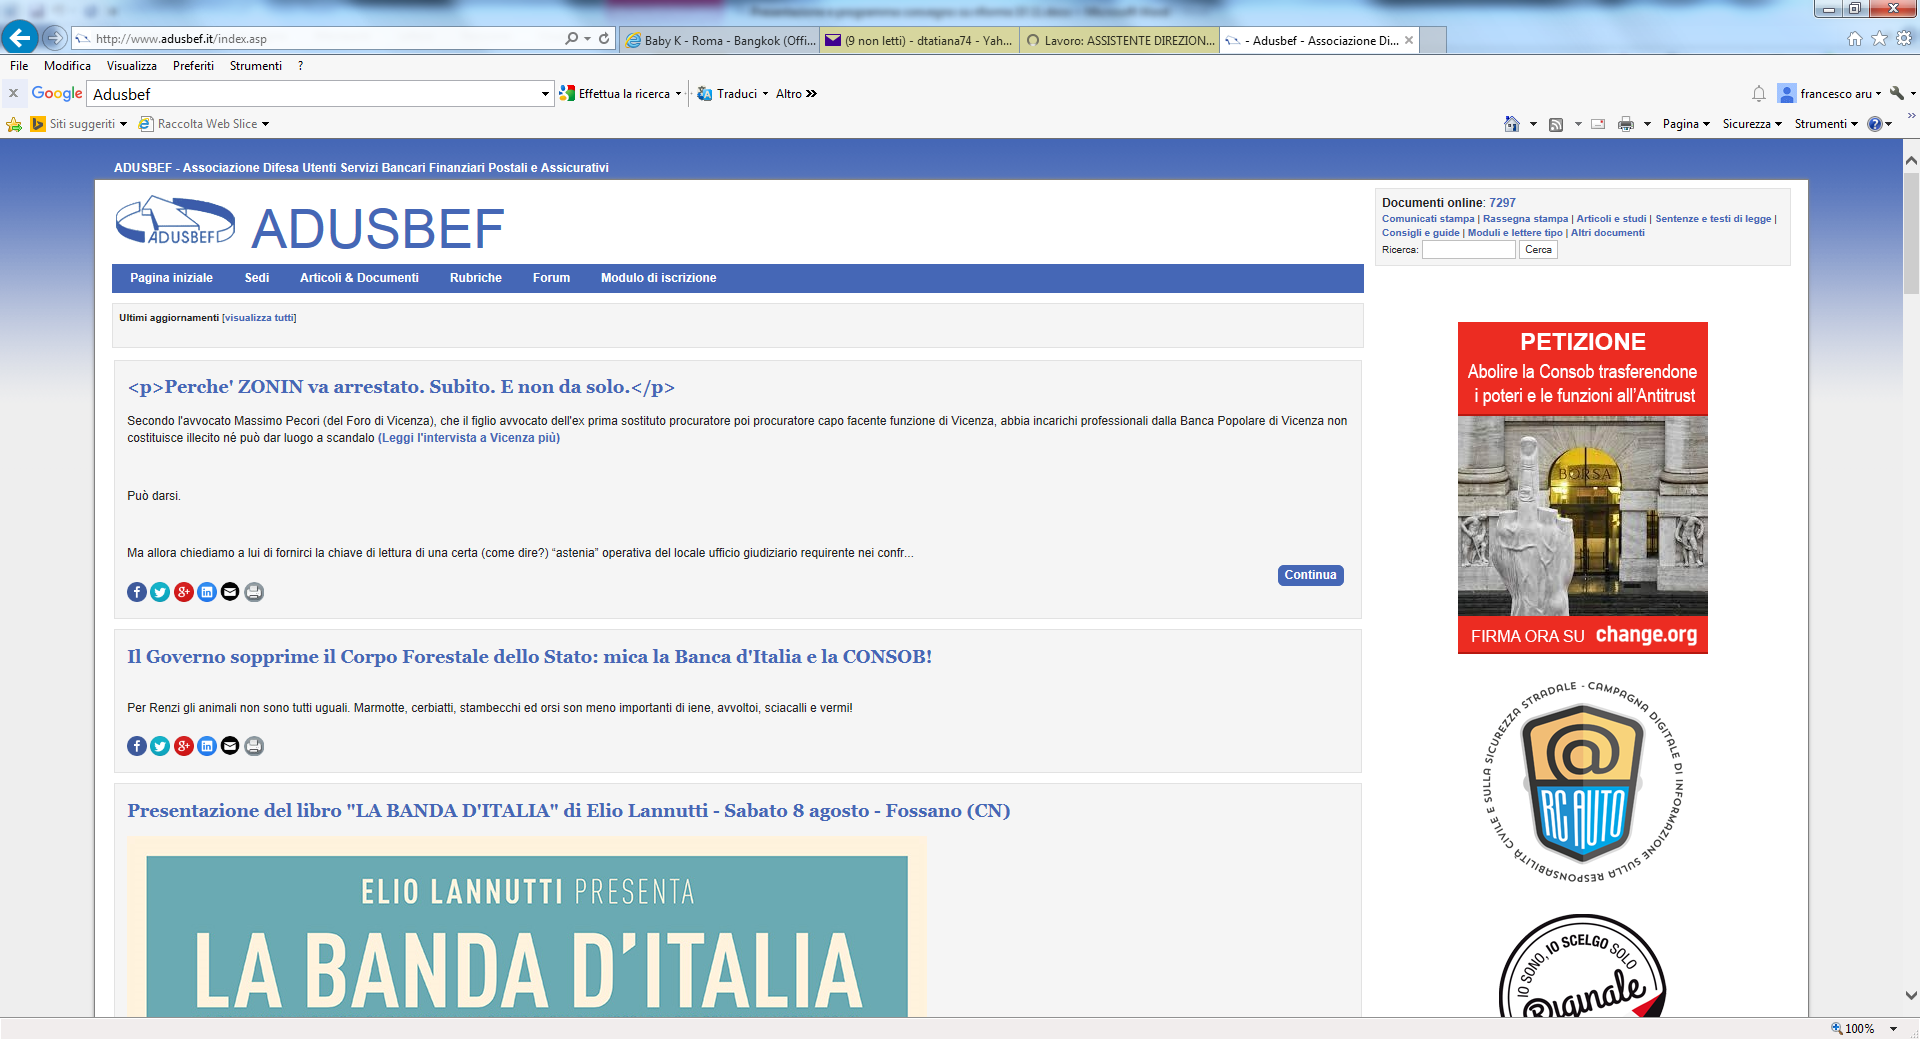 http://www.adusbef.it/index.asp
Baby K - Roma - Bangkok (Offi...
(9 non letti) - dtatiana74 - Yah...
Lavoro: ASSISTENTE DIREZION...
- Adusbef - Associazione Di...
File Modifica Visualizza Preferiti Strumenti ?
x Google Adusbef Effettua la ricerca Traduci Altro francesco aru
Siti suggeriti Raccolta Web Slice Pagina Sicurezza Strumenti
ADUSBEF - Associazione Difesa Utenti Servizi Bancari Finanziari Postali e Assicurativi
ADUSBEF ADUSBEF
Pagina iniziale Sedi Articoli & Documenti Rubriche Forum Modulo di iscrizione
Ultimi aggiornamenti [visualizza tutti]
<p>Perche' ZONIN va arrestato. Subito. E non da solo.</p>
Secondo l'avvocato Massimo Pecori (del Foro di Vicenza), che il figlio avvocato dell'ex prima sostituto procuratore poi procuratore capo facente funzione di Vicenza, abbia incarichi professionali dalla Banca Popolare di Vicenza non
costituisce illecito né può dar luogo a scandalo (Leggi l'intervista a Vicenza più)
Può darsi.
Ma allora chiediamo a lui di fornirci la chiave di lettura di una certa (come dire?) “astenia” operativa del locale ufficio giudiziario requirente nei confr...
Continua
Il Governo sopprime il Corpo Forestale dello Stato: mica la Banca d'Italia e la CONSOB!
Per Renzi gli animali non sono tutti uguali. Marmotte, cerbiatti, stambecchi ed orsi son meno importanti di iene, avvoltoi, sciacalli e vermi!
Presentazione del libro "LA BANDA D'ITALIA" di Elio Lannutti - Sabato 8 agosto - Fossano (CN)
ELIO LANNUTTI PRESENTA
LA BANDA D'ITALIA
Documenti online: 7297
Comunicati stampa | Rassegna stampa | Articoli e studi | Sentenze e testi di legge |
Consigli e guide | Moduli e lettere tipo | Altri documenti
Ricerca: Cerca
PETIZIONE
Abolire la Consob trasferendone
i poteri e le funzioni all'Antitrust
BORSA
FIRMA ORA SU change.org
CAMPAGNA DIGITALE DI INFORMAZIONE SULLA RESPONSABILITÀ CIVILE E SULLA SICUREZZA STRADALE -
@
RC AUTO
IO SONO, IO SCELGO SOLO
Originale
100%